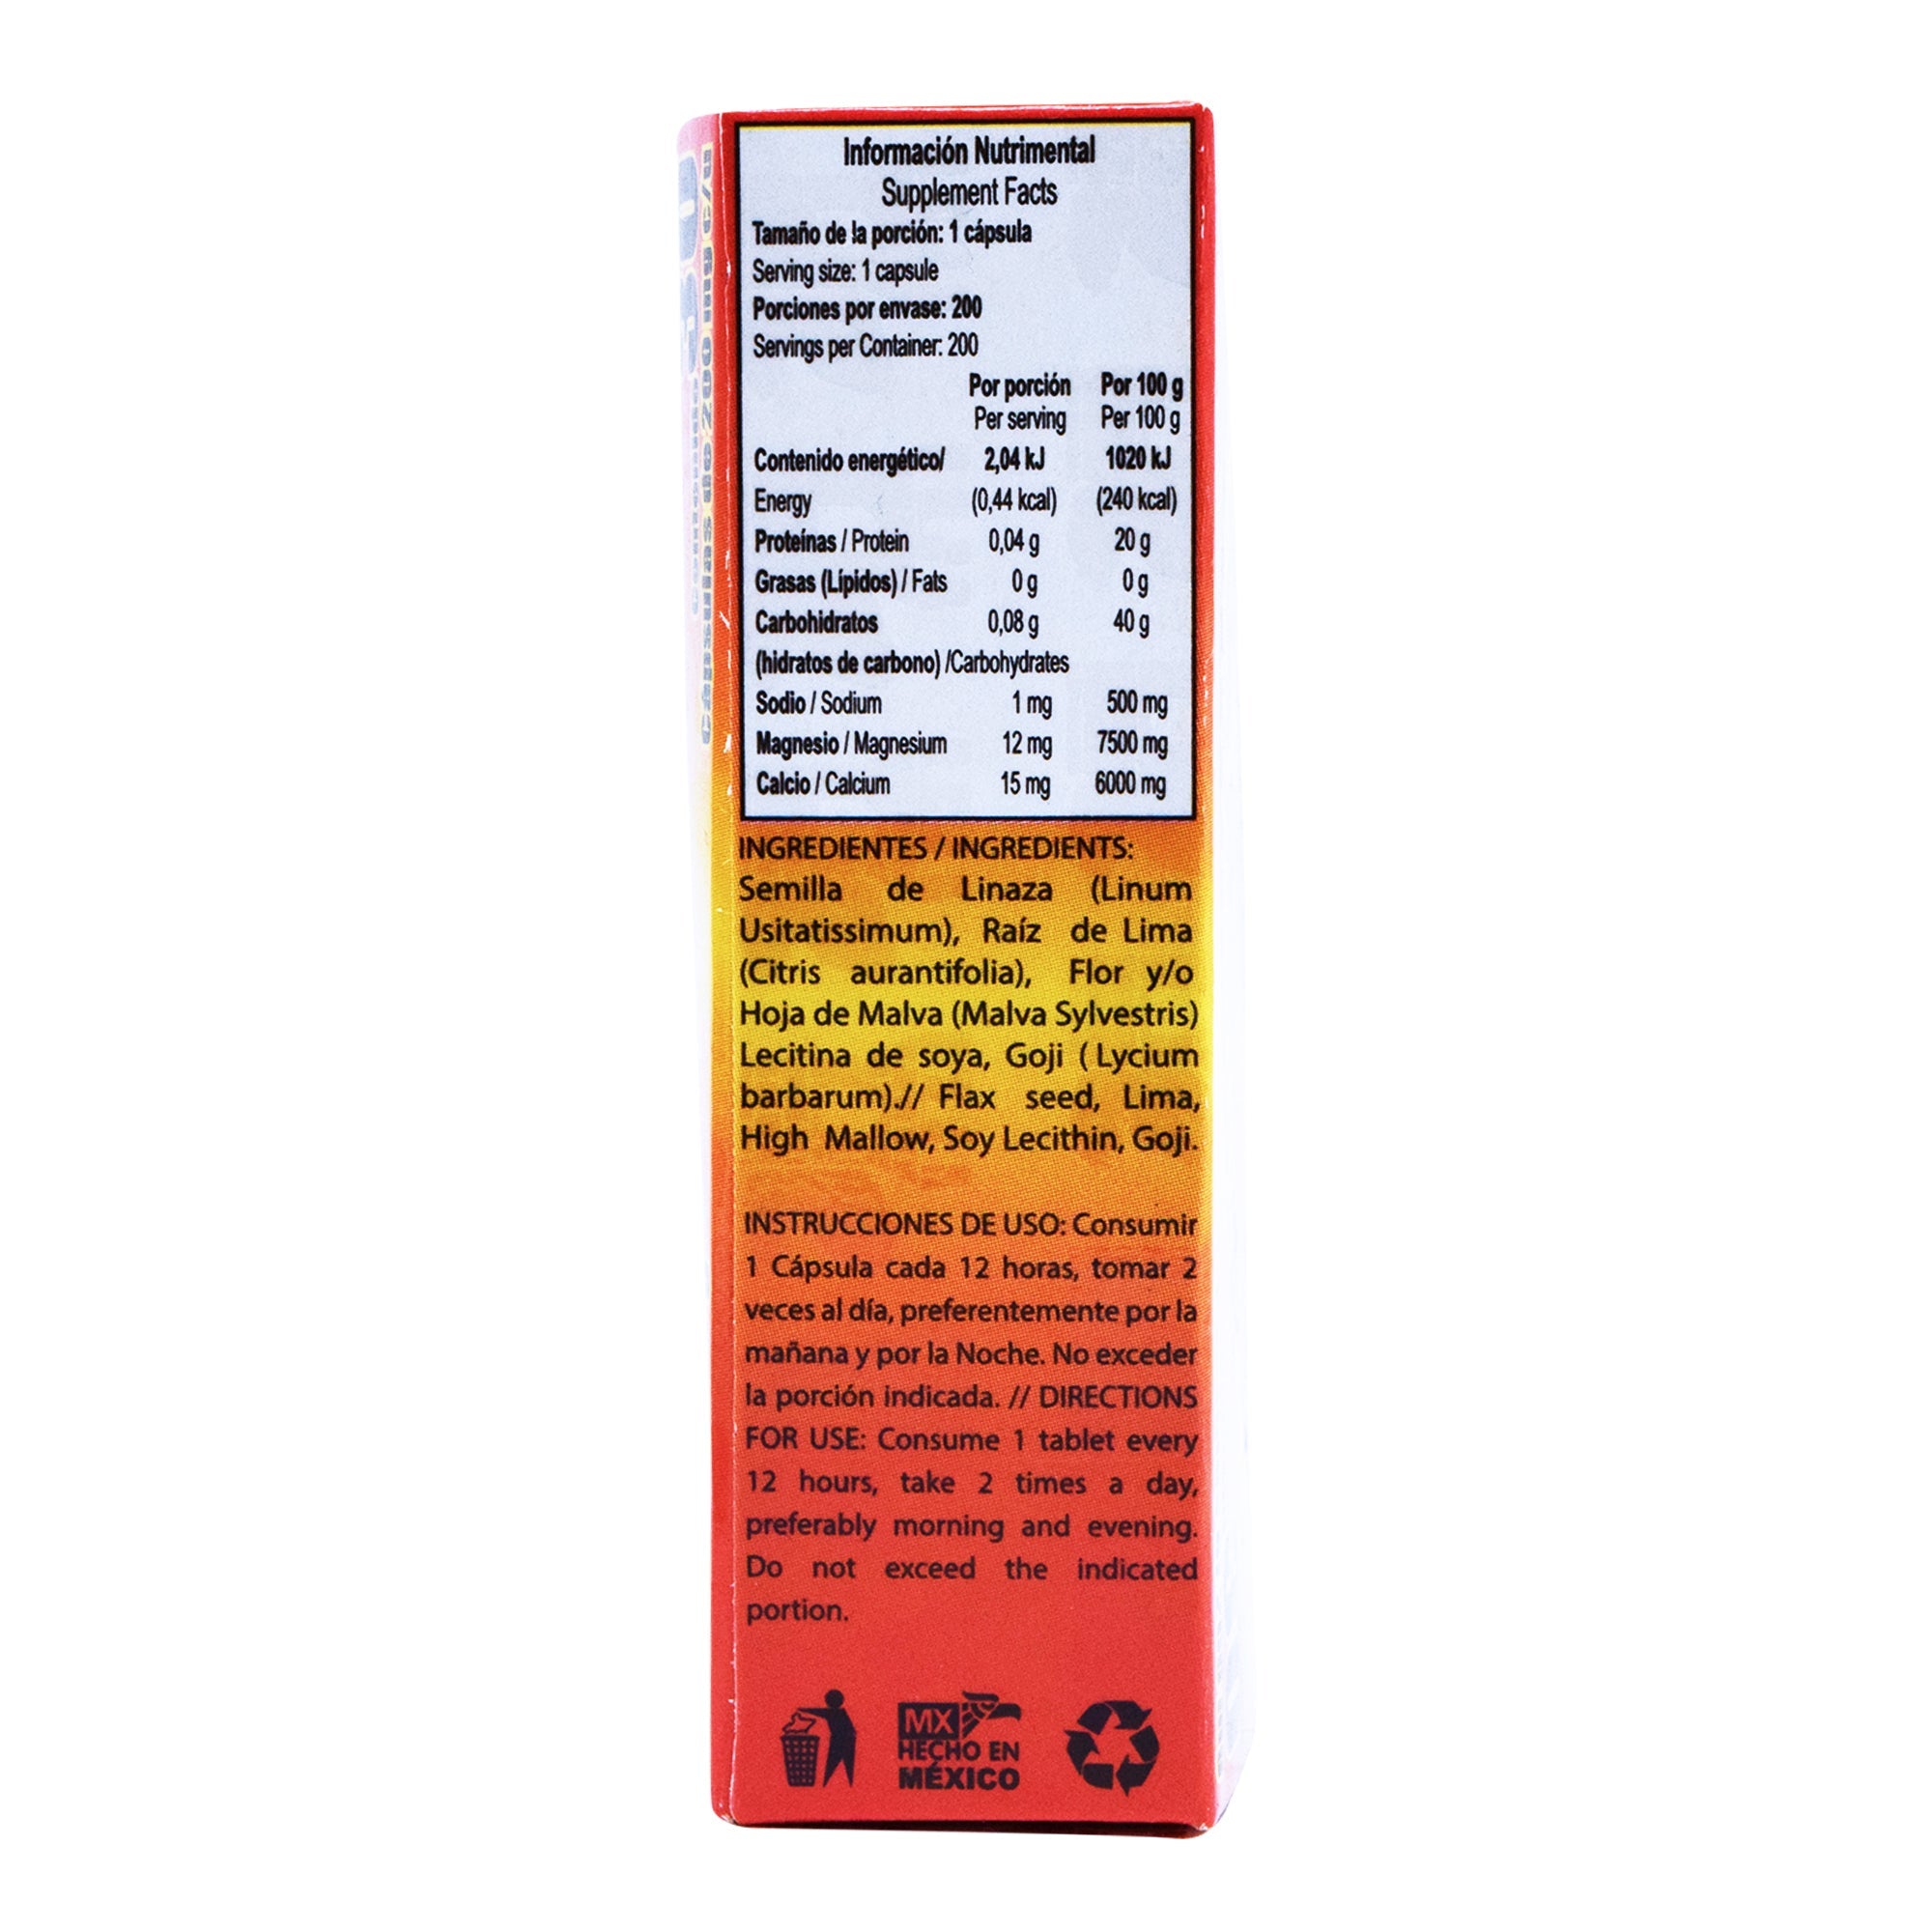 Información Nutrimental
Supplement Facts
Tamaño de la porción: 1 cápsula
Serving size: 1 capsule
Porciones por envase: 200
Servings per Container: 200
Por porción Por 100 g
Per serving Per 100 g
Contenido energético/ 2,04 kJ 1020 kJ
Energy (0,44 kcal) (240 kcal)
Proteínas / Protein 0,04 g 20 g
Grasas (Lípidos) / Fats 0 g 0 g
Carbohidratos 0,08 g 40 g
(hidratos de carbono) /Carbohydrates
Sodio / Sodium 1 mg 500 mg
Magnesio / Magnesium 12 mg 7500 mg
Calcio / Calcium 15 mg 6000 mg
INGREDIENTES / INGREDIENTS:
Semilla de Linaza (Linum
Usitatissimum), Raíz de Lima
(Citris aurantifolia), Flor y/o
Hoja de Malva (Malva Sylvestris)
Lecitina de soya, Goji ( Lycium
barbarum).// Flax seed, Lima,
High Mallow, Soy Lecithin, Goji.
INSTRUCCIONES DE USO: Consumir
1 Cápsula cada 12 horas, tomar 2
veces al día, preferentemente por la
mañana y por la Noche. No exceder
la porción indicada. // DIRECTIONS
FOR USE: Consume 1 tablet every
12 hours, take 2 times a day,
preferably morning and evening.
Do not exceed the indicated
portion.
MX
HECHO EN
MÉXICO